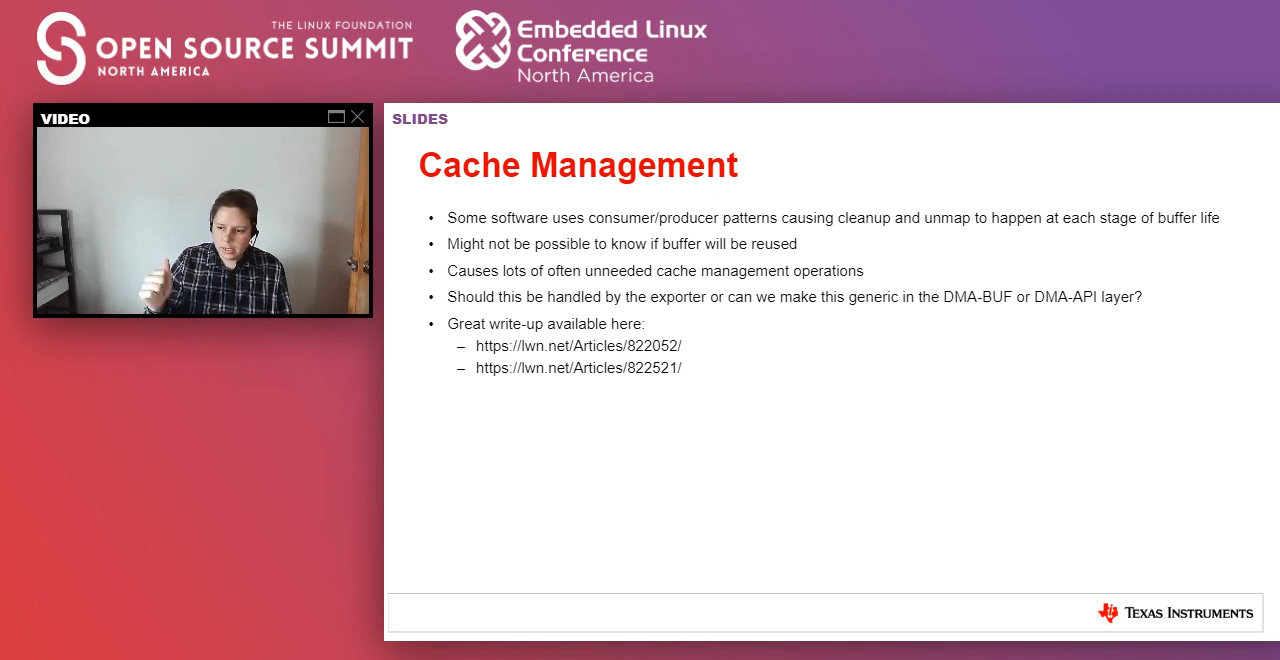 THE LINUX FOUNDATION
OPEN SOURCE SUMMIT
NORTH AMERICA
Embedded Linux
Conference
North America
VIDEO
SLIDES
Cache Management
• Some software uses consumer/producer patterns causing cleanup and unmap to happen at each stage of buffer life
• Might not be possible to know if buffer will be reused
• Causes lots of often unneeded cache management operations
• Should this be handled by the exporter or can we make this generic in the DMA-BUF or DMA-API layer?
• Great write-up available here:
– https://lwn.net/Articles/822052/
– https://lwn.net/Articles/822521/
TEXAS INSTRUMENTS